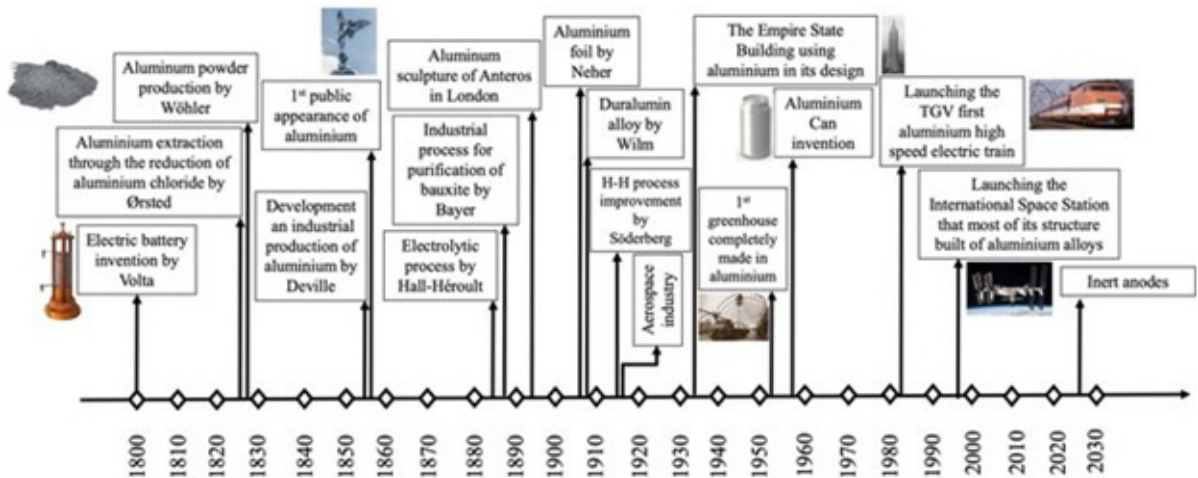 Aluminum powder
production by
Wöhler
Aluminium extraction
through the reduction of
aluminium chloride by
Ørsted
Electric battery
invention by
Volta
1st public
appearance of
aluminium
Development
an industrial
production of
aluminium by
Deville
Aluminum
sculpture of Anteros
in London
Industrial
process for
purification of
bauxite by
Bayer
Electrolytic
process by
Hall-Héroult
Aluminium
foil by
Neher
Duralumin
alloy by
Wilm
H-H process
improvement
by
Söderberg
Aerospace
industry
The Empire State
Building using
aluminium in its design
Aluminium
Can
invention
1st
greenhouse
completely
made in
aluminium
Launching the
TGV first
aluminium high
speed electric train
Launching the
International Space Station
that most of its structure
built of aluminium alloys
Inert anodes
1800
1810
1820
1830
1840
1850
1860
1870
1880
1890
1900
1910
1920
1930
1940
1950
1960
1970
1980
1990
2000
2010
2020
2030